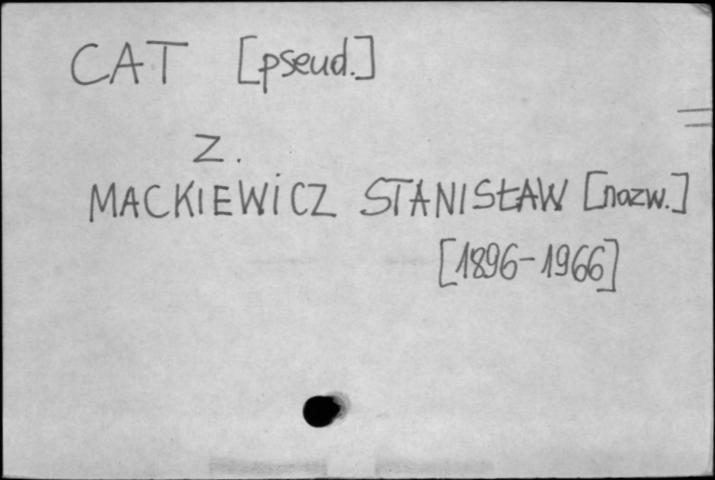 CAT [pseud.]
Z.
MACKIEWICZ STANISŁAW [nazw.]
[1896-1966]